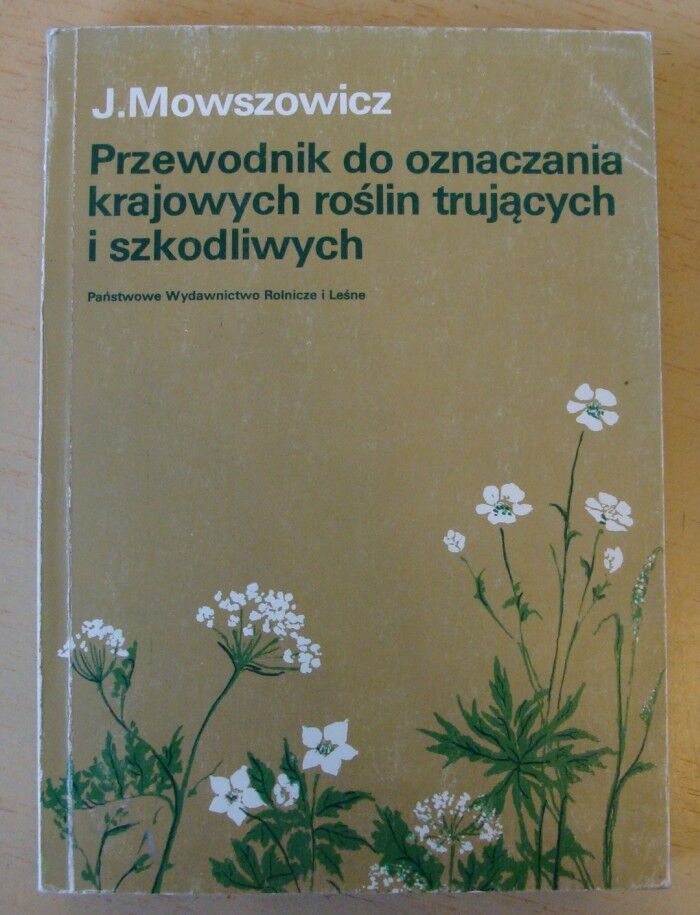 J.Mowszowicz
Przewodnik do oznaczania
krajowych roślin trujących
i szkodliwych
Państwowe Wydawnictwo Rolnicze i Leśne